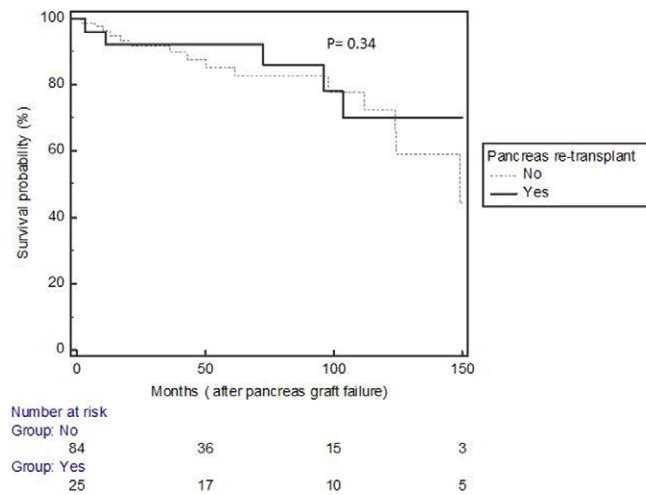 100
80
60
40
20
0
Survival probability (%)
P= 0.34
0 50 100 150
Months ( after pancreas graft failure)
Pancreas re-transplant
No
Yes
Number at risk
Group: No
84 36 15 3
Group: Yes
25 17 10 5